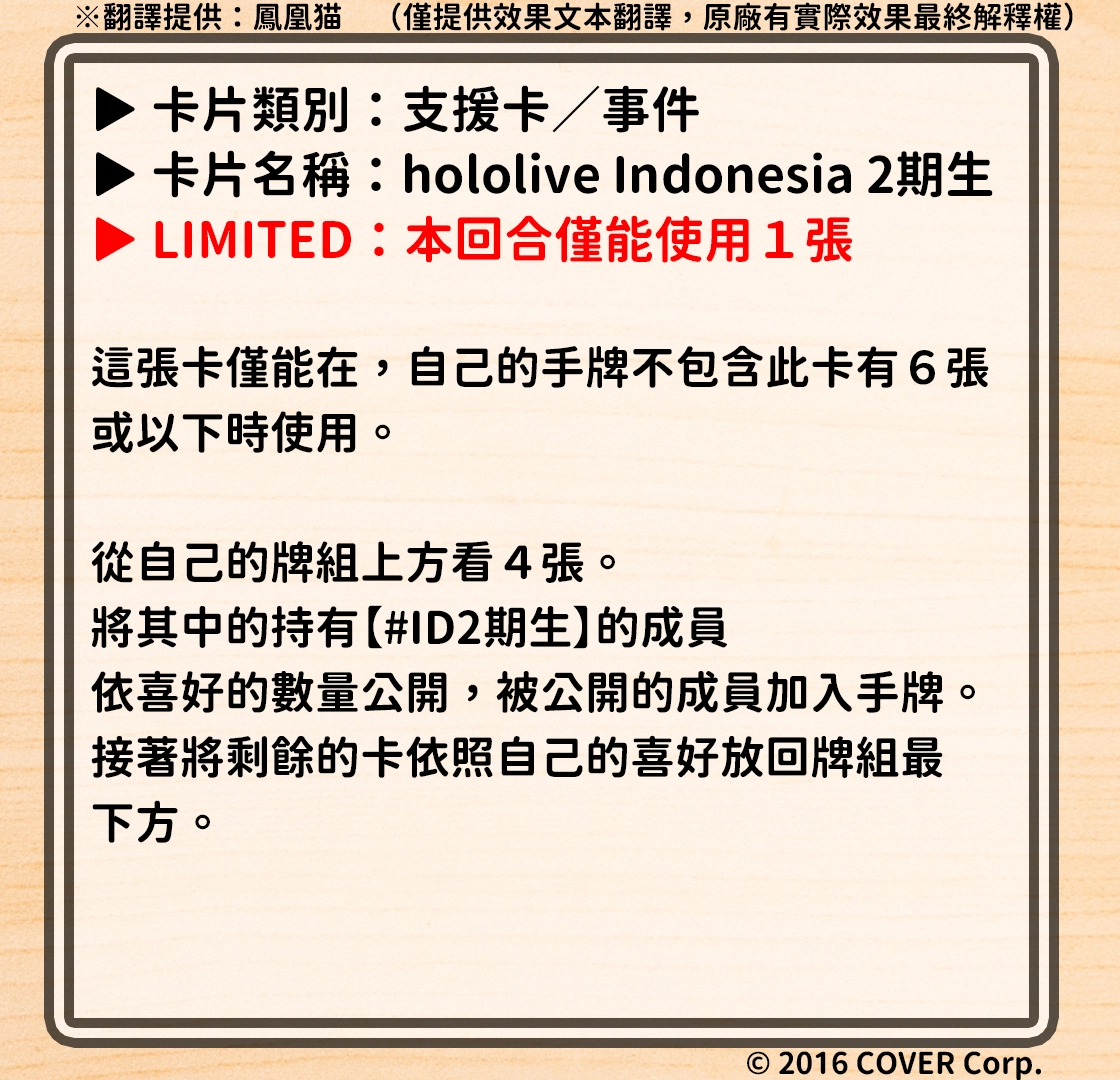 ※翻譯提供：鳳凰猫　（僅提供效果文本翻譯，原廠有實際效果最終解釋權）
▶ 卡片類別：支援卡／事件
▶ 卡片名稱：hololive Indonesia 2期生
▶ LIMITED：本回合僅能使用１張
這張卡僅能在，自己的手牌不包含此卡有６張
或以下時使用。
從自己的牌組上方看４張。
將其中的持有【#ID2期生】的成員
依喜好的數量公開，被公開的成員加入手牌。
接著將剩餘的卡依照自己的喜好放回牌組最
下方。
© 2016 COVER Corp.